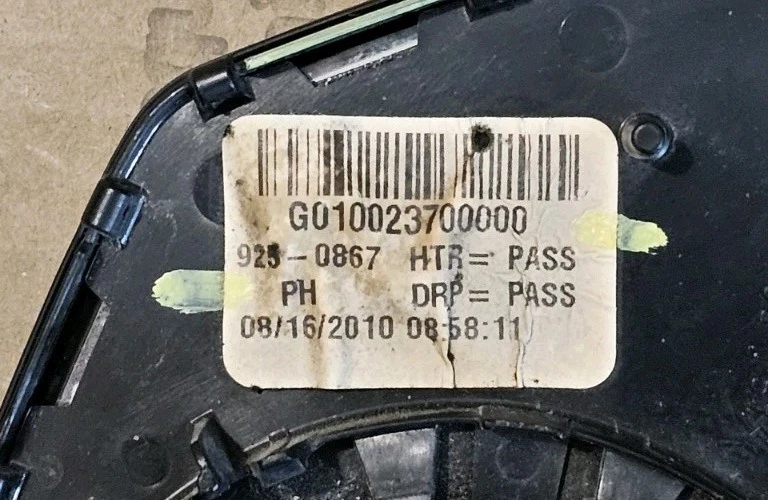 G010023700000
925-0867 HTR= PASS
PH DRP= PASS
08/16/2010 08:58:11